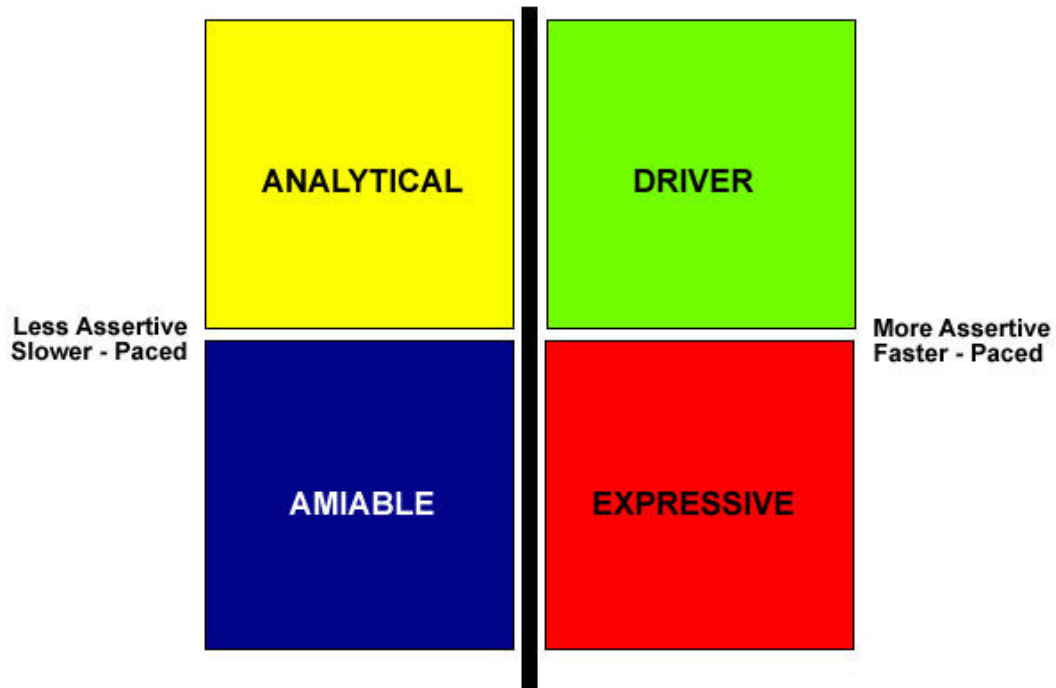 ANALYTICAL
DRIVER
Less Assertive
Slower - Paced
More Assertive
Faster - Paced
AMIABLE
EXPRESSIVE